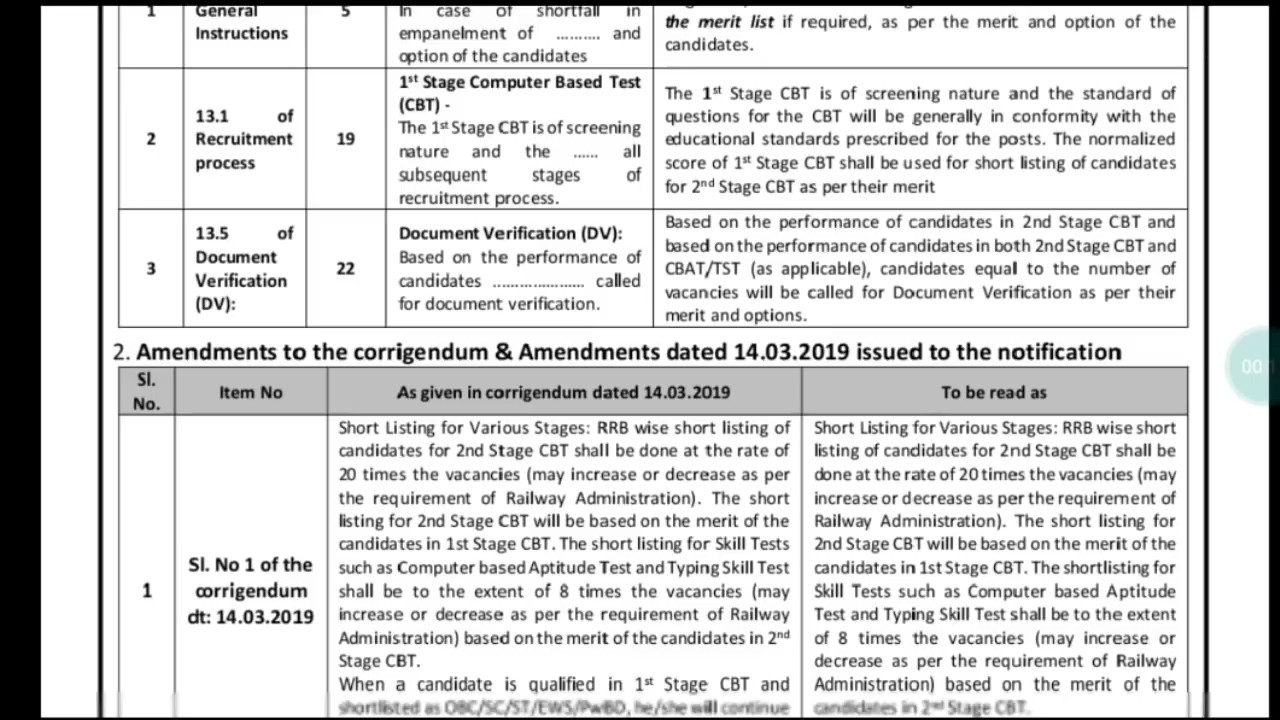 1
General
Instructions
5
In case of shortfall in
empanelment of .......... and
option of the candidates
the merit list if required, as per the merit and option of the
candidates.
2
13.1 of
Recruitment
process
19
1st Stage Computer Based Test
(CBT) -
The 1st Stage CBT is of screening
nature and the ...... all
subsequent stages of
recruitment process.
The 1st Stage CBT is of screening nature and the standard of
questions for the CBT will be generally in conformity with the
educational standards prescribed for the posts. The normalized
score of 1st Stage CBT shall be used for short listing of candidates
for 2nd Stage CBT as per their merit
3
13.5 of
Document
Verification
(DV):
22
Document Verification (DV):
Based on the performance of
candidates ..................... called
for document verification.
Based on the performance of candidates in 2nd Stage CBT and
based on the performance of candidates in both 2nd Stage CBT and
CBAT/TST (as applicable), candidates equal to the number of
vacancies will be called for Document Verification as per their
merit and options.
2. Amendments to the corrigendum & Amendments dated 14.03.2019 issued to the notification
Sl.
No.
Item No
As given in corrigendum dated 14.03.2019
To be read as
1
Sl. No 1 of the
corrigendum
dt: 14.03.2019
Short Listing for Various Stages: RRB wise short listing of
candidates for 2nd Stage CBT shall be done at the rate of
20 times the vacancies (may increase or decrease as per
the requirement of Railway Administration). The short
listing for 2nd Stage CBT will be based on the merit of the
candidates in 1st Stage CBT. The short listing for Skill Tests
such as Computer based Aptitude Test and Typing Skill Test
shall be to the extent of 8 times the vacancies (may
increase or decrease as per the requirement of Railway
Administration) based on the merit of the candidates in 2nd
Stage CBT.
When a candidate is qualified in 1st Stage CBT and
shortlisted as OBC/SC/ST/EWS/PwBD, he/she will continue
Short Listing for Various Stages: RRB wise short
listing of candidates for 2nd Stage CBT shall be
done at the rate of 20 times the vacancies (may
increase or decrease as per the requirement of
Railway Administration). The short listing for
2nd Stage CBT will be based on the merit of the
candidates in 1st Stage CBT. The shortlisting for
Skill Tests such as Computer based Aptitude
Test and Typing Skill Test shall be to the extent
of 8 times the vacancies (may increase or
decrease as per the requirement of Railway
Administration) based on the merit of the
candidates in 2nd Stage CBT.